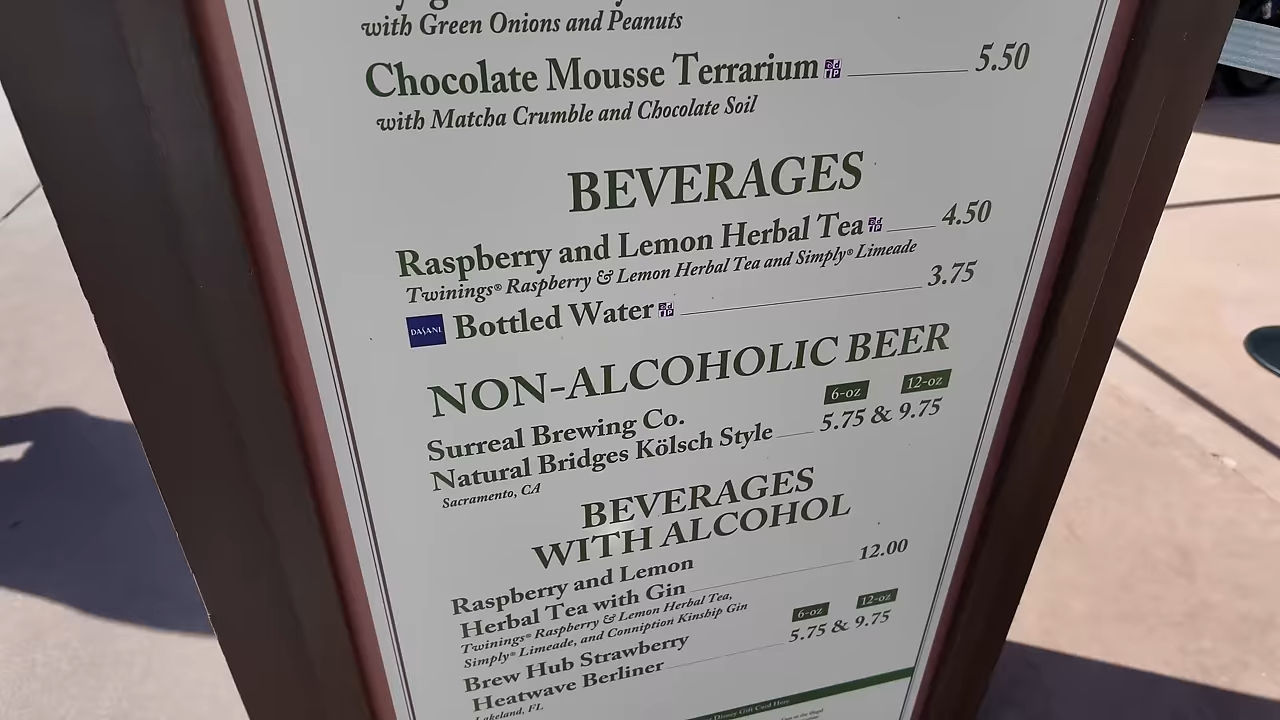 with Green Onions and Peanuts
Chocolate Mousse Terrarium 5.50
with Matcha Crumble and Chocolate Soil
BEVERAGES
Raspberry and Lemon Herbal Tea 4.50
Twinings® Raspberry & Lemon Herbal Tea and Simply® Limeade
DASANI Bottled Water 3.75
NON-ALCOHOLIC BEER
6-oz 12-oz
Surreal Brewing Co.
Natural Bridges Kölsch Style 5.75 & 9.75
Sacramento, CA
BEVERAGES
WITH ALCOHOL
Raspberry and Lemon
Herbal Tea with Gin 12.00
Twinings® Raspberry & Lemon Herbal Tea,
Simply® Limeade, and Conniption Kinship Gin
6-oz 12-oz
Brew Hub Strawberry
Heatwave Berliner 5.75 & 9.75
Lakeland, FL
Disney Gift Card Here